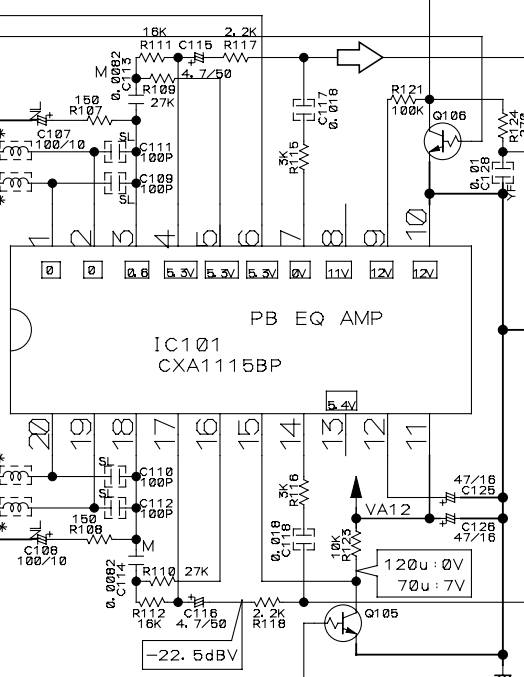 16K
R111
C115
2.2K
R117
M
0.0082
C113
R109
27K
4.7/50
150
R107
C107
100/10
SL
C111
100P
C109
100P
SL
C117
0.018
3K
R115
R121
100K
Q106
R124
0.01
C128
1 2 3 4 5 6 7 8 9 10
0 0 0.6 5.3V 5.3V 5.3V 0V 11V 12V 12V
PB EQ AMP
IC101
CXA1115BP
5.4V
20 19 18 17 16 15 14 13 12 11
SL
C110
100P
C112
100P
SL
150
R108
C108
100/10
M
0.0082
C114
R110 27K
R112
16K
C116
4.7/50
2.2K
R118
3K
R116
0.018
C118
VA12
10K
R123
47/16
C125
C126
47/16
120u:0V
70u:7V
Q105
-22.5dBV